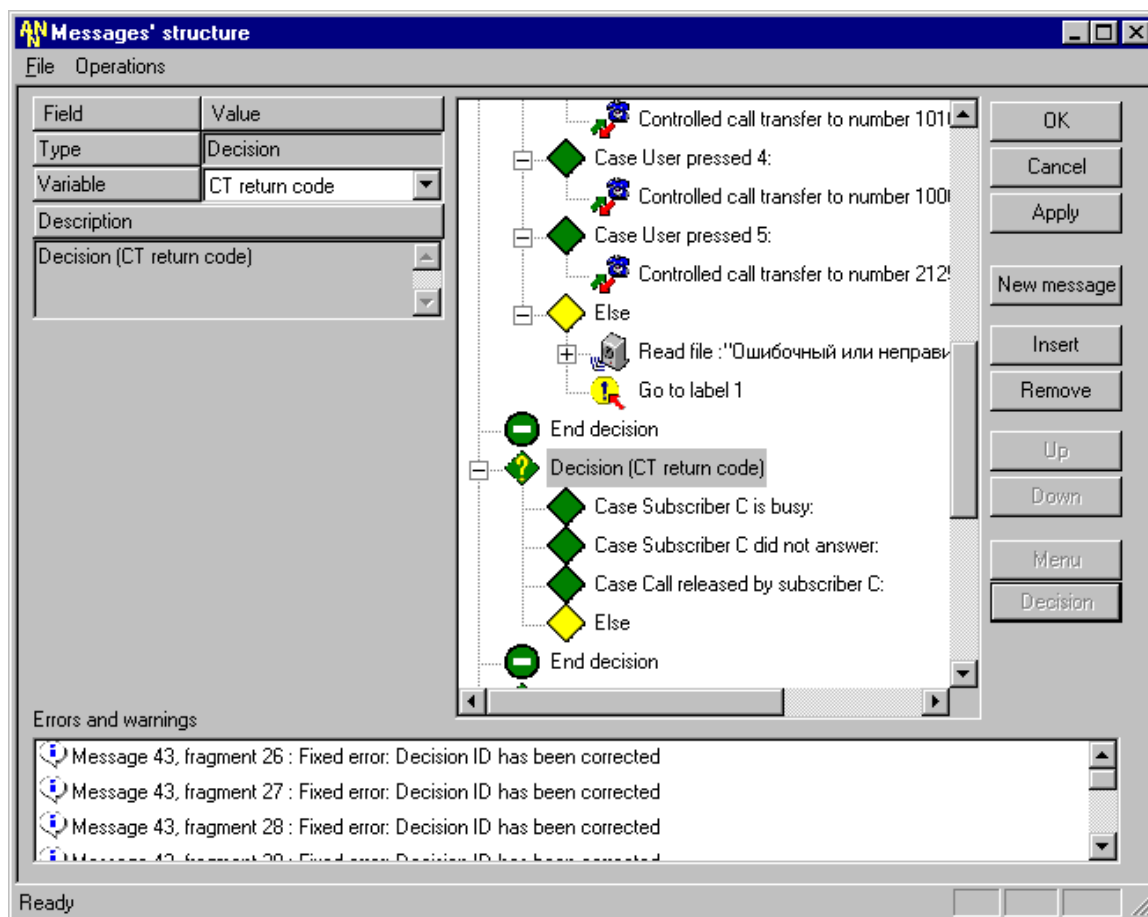 Messages' structure
File Operations
Field Value
Type Decision
Variable CT return code
Description
Decision (CT return code)
Controlled call transfer to number 101
Case User pressed 4:
Controlled call transfer to number 100
Case User pressed 5:
Controlled call transfer to number 212
Else
Read file :"Ошибочный или неправи
Go to label 1
End decision
Decision (CT return code)
Case Subscriber C is busy:
Case Subscriber C did not answer:
Case Call released by subscriber C:
Else
End decision
OK
Cancel
Apply
New message
Insert
Remove
Up
Down
Menu
Decision
Errors and warnings
Message 43, fragment 26 : Fixed error: Decision ID has been corrected
Message 43, fragment 27 : Fixed error: Decision ID has been corrected
Message 43, fragment 28 : Fixed error: Decision ID has been corrected
Ready